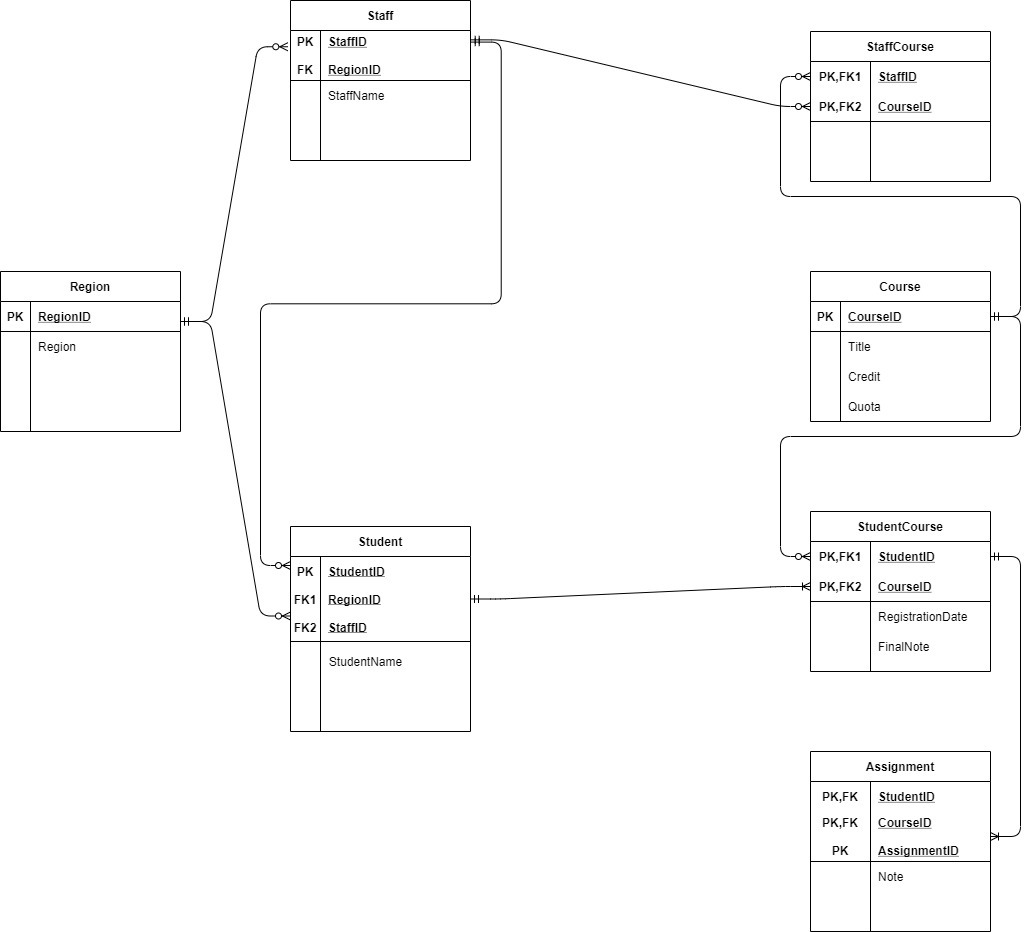 Staff
PK StaffID
FK RegionID
StaffName
StaffCourse
PK,FK1 StaffID
PK,FK2 CourseID
Region
PK RegionID
Region
Course
PK CourseID
Title
Credit
Quota
Student
PK StudentID
FK1 RegionID
FK2 StaffID
StudentName
StudentCourse
PK,FK1 StudentID
PK,FK2 CourseID
RegistrationDate
FinalNote
Assignment
PK,FK StudentID
PK,FK CourseID
PK AssignmentID
Note